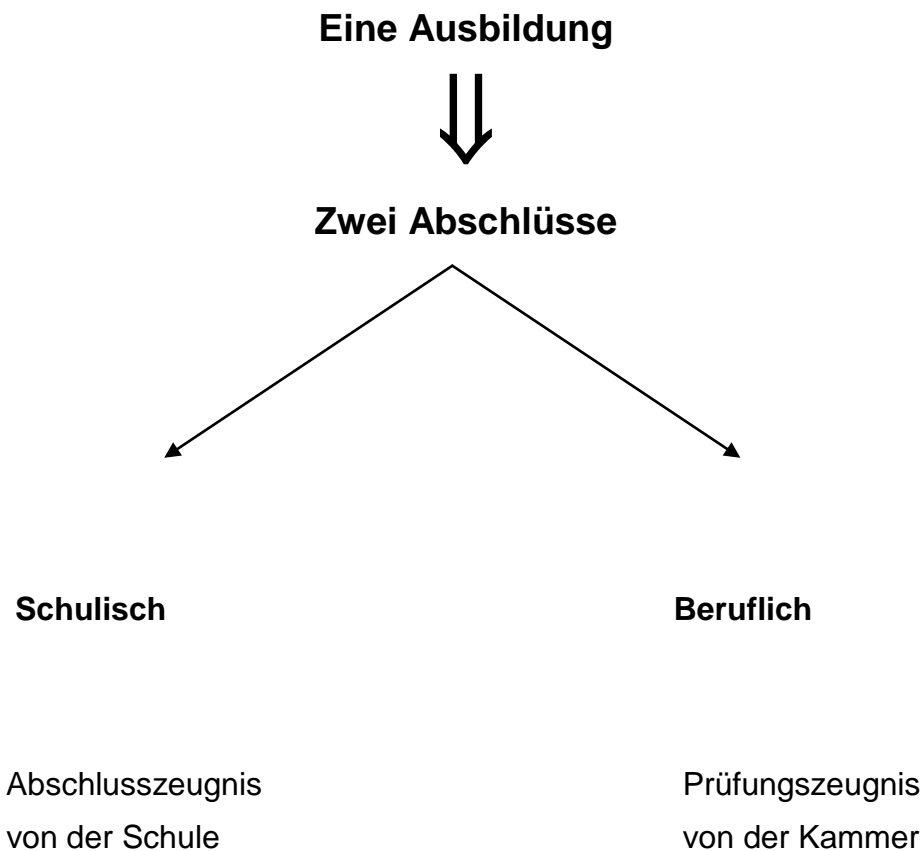 Eine Ausbildung
Zwei Abschlüsse
Schulisch
Beruflich
Abschlusszeugnis
von der Schule
Prüfungszeugnis
von der Kammer